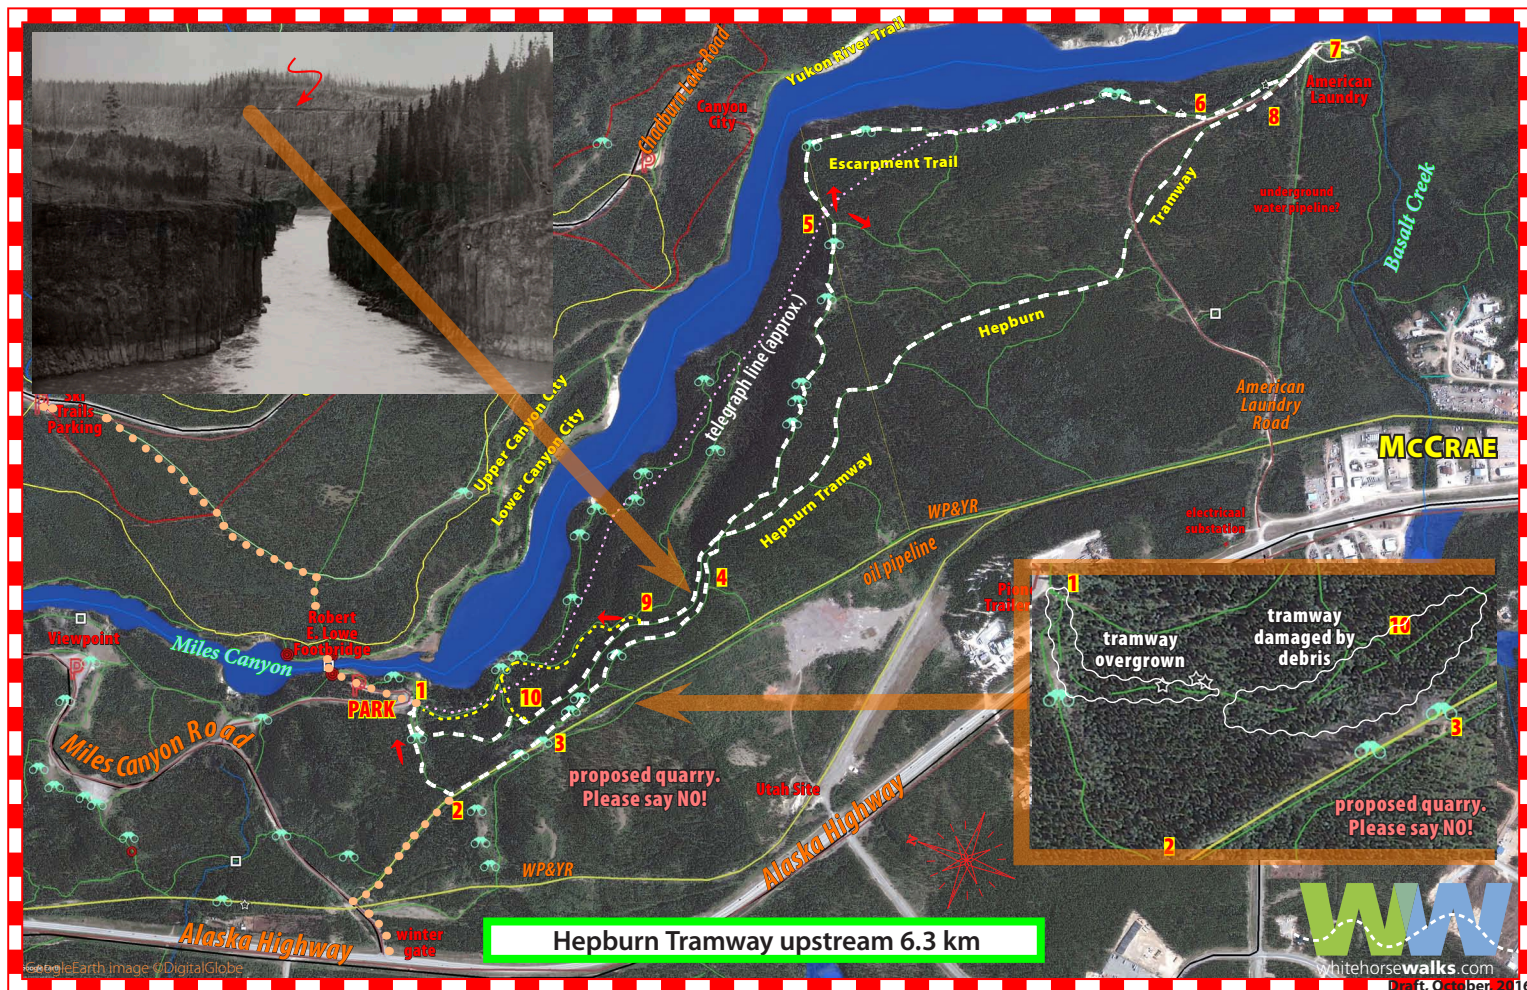 Yukon River Trail
Chadburn Lake Road
Canyon
City
P
7
American
Laundry
6
8
Escarpment Trail
Tramway
underground
water pipeline?
Basalt Creek
5
telegraph line (approx.)
Hepburn
American
Laundry
Road
McCRAE
Trails
Parking
Upper Canyon City
Lower Canyon City
Hepburn Tramway
WP&YR
oil pipeline
electricaal
substation
4
9
Robert
E. Lowe
Footbridge
Viewpoint
P
Miles Canyon
P
PARK
1
10
3
2
Miles Canyon Road
proposed quarry.
Please say NO!
Utah Site
Alaska Highway
WP&YR
Alaska Highway
winter
gate
1
tramway
overgrown
tramway
damaged by
debris
10
3
proposed quarry.
Please say NO!
2
Hepburn Tramway upstream 6.3 km
WW
whitehorsewalks.com
GoogleEarth image ©DigitalGlobe
Draft, October, 2016